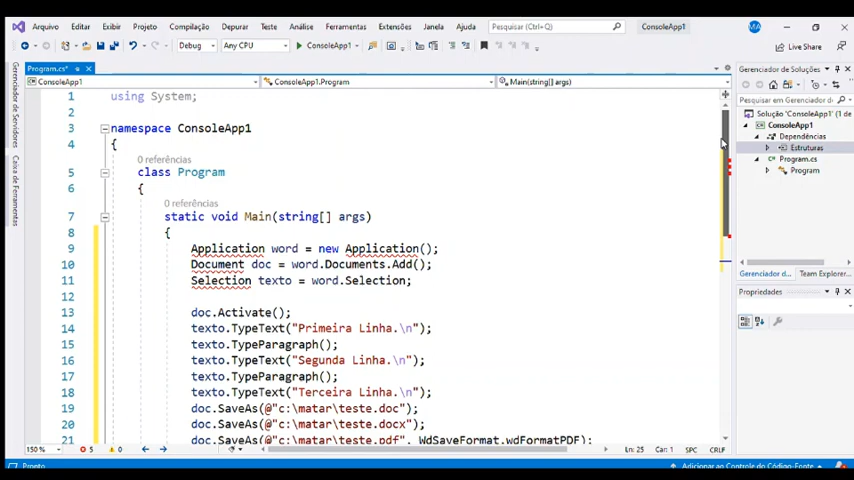 Arquivo Editar Exibir Projeto Compilação Depurar Teste Análise Ferramentas Extensões Janela Ajuda Pesquisar (Ctrl+Q) ConsoleApp1 MA
Debug Any CPU ConsoleApp1 Live Share
Program.cs* Gerenciador de Soluções
ConsoleApp1 ConsoleApp1.Program Main(string[] args)
Pesquisar em Gerenciador de
Solução "ConsoleApp1" (1 de
ConsoleApp1
Dependências
Estruturas
Program.cs
Program
Gerenciador d... Team Explorer...
Propriedades
Gerenciador de Servidores
Caixa de Ferramentas
1 using System;
2
3 namespace ConsoleApp1
4 {
0 referências
5 class Program
6 {
0 referências
7 static void Main(string[] args)
8 {
9 Application word = new Application();
10 Document doc = word.Documents.Add();
11 Selection texto = word.Selection;
12
13 doc.Activate();
14 texto.TypeText("Primeira Linha.\n");
15 texto.TypeParagraph();
16 texto.TypeText("Segunda Linha.\n");
17 texto.TypeParagraph();
18 texto.TypeText("Terceira Linha.\n");
19 doc.SaveAs(@"c:\matar\teste.doc");
20 doc.SaveAs(@"c:\matar\teste.docx");
21 doc.SaveAs(@"c:\matar\teste.pdf", WdSaveFormat.wdFormatPDF);
150 % 5 0 Ln: 25 Car: 1 SPC CRLF
Pronto Adicionar ao Controle do Código-Fonte